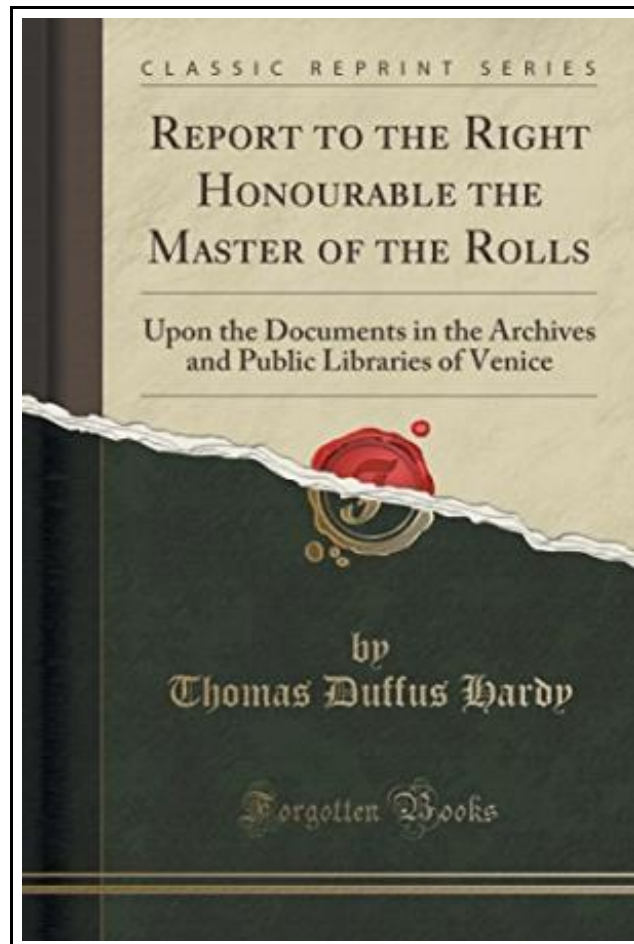 CLASSIC REPRINT SERIES
REPORT TO THE RIGHT
HONOURABLE THE
MASTER OF THE ROLLS
Upon the Documents in the Archives
and Public Libraries of Venice
by
Thomas Duffus Hardy
Forgotten Books